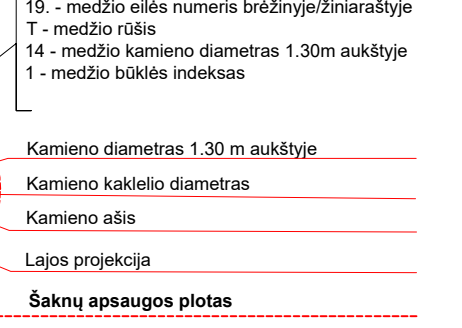 19. - medžio eilės numeris brėžinyje/žiniaraštyje
T - medžio rūšis
14 - medžio kamieno diametras 1.30m aukštyje
1 - medžio būklės indeksas
Kamieno diametras 1.30 m aukštyje
Kamieno kaklelio diametras
Kamieno ašis
Lajos projekcija
Šaknų apsaugos plotas